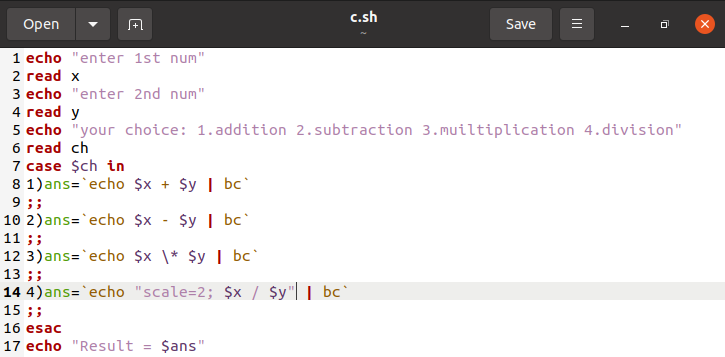 Open c.sh Save
~
1 echo "enter 1st num"
2 read x
3 echo "enter 2nd num"
4 read y
5 echo "your choice: 1.addition 2.subtraction 3.muiltiplication 4.division"
6 read ch
7 case $ch in
8 1)ans=`echo $x + $y | bc`
9 ;;
10 2)ans=`echo $x - $y | bc`
11 ;;
12 3)ans=`echo $x \* $y | bc`
13 ;;
14 4)ans=`echo "scale=2; $x / $y" | bc`
15 ;;
16 esac
17 echo "Result = $ans"